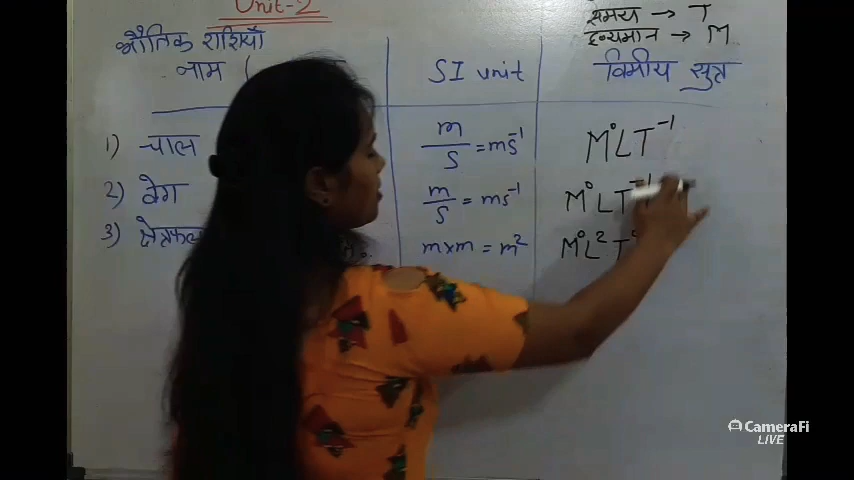 Unit-2
समय → T
द्रव्यमान → M
भौतिक राशियाँ
नाम ( SI unit विमीय सुत्र
1) चाल m/s = ms⁻¹ M⁰LT⁻¹
2) वेग m/s = ms⁻¹ M⁰LT⁻¹
3) क्षेत्रफल m×m = m² M⁰L²T⁰
CameraFi
LIVE